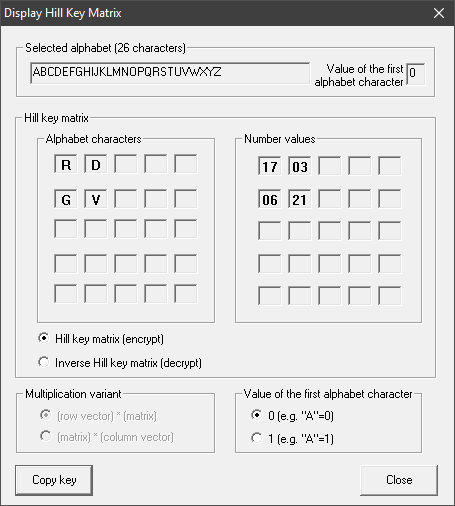 Display Hill Key Matrix
Selected alphabet (26 characters)
ABCDEFGHIJKLMNOPQRSTUVWXYZ
Value of the first
alphabet character
0
Hill key matrix
Alphabet characters
R D
G V
Number values
17 03
06 21
Hill key matrix (encrypt)
Inverse Hill key matrix (decrypt)
Multiplication variant
(row vector) * (matrix)
(matrix) * (column vector)
Value of the first alphabet character
0 (e.g. "A"=0)
1 (e.g. "A"=1)
Copy key
Close